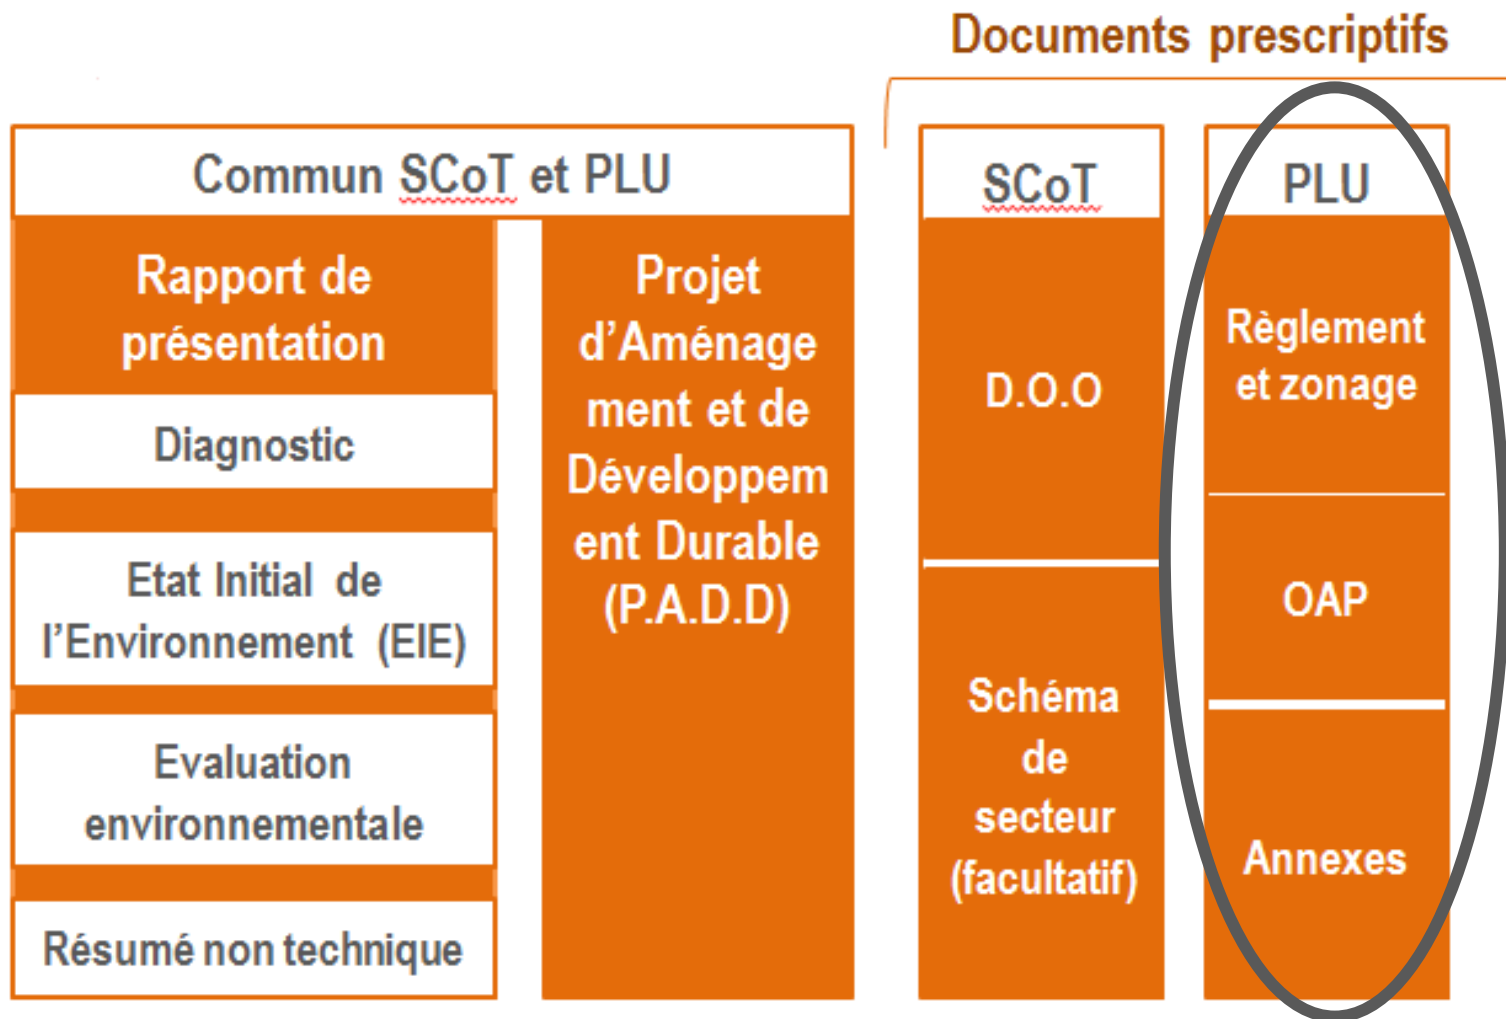 Documents prescriptifs
Commun SCoT et PLU
Rapport de
présentation
Diagnostic
Etat Initial de
l’Environnement (EIE)
Evaluation
environnementale
Résumé non technique
Projet
d’Aménage
ment et de
Développem
ent Durable
(P.A.D.D)
SCoT
D.O.O
Schéma
de
secteur
(facultatif)
PLU
Règlement
et zonage
OAP
Annexes